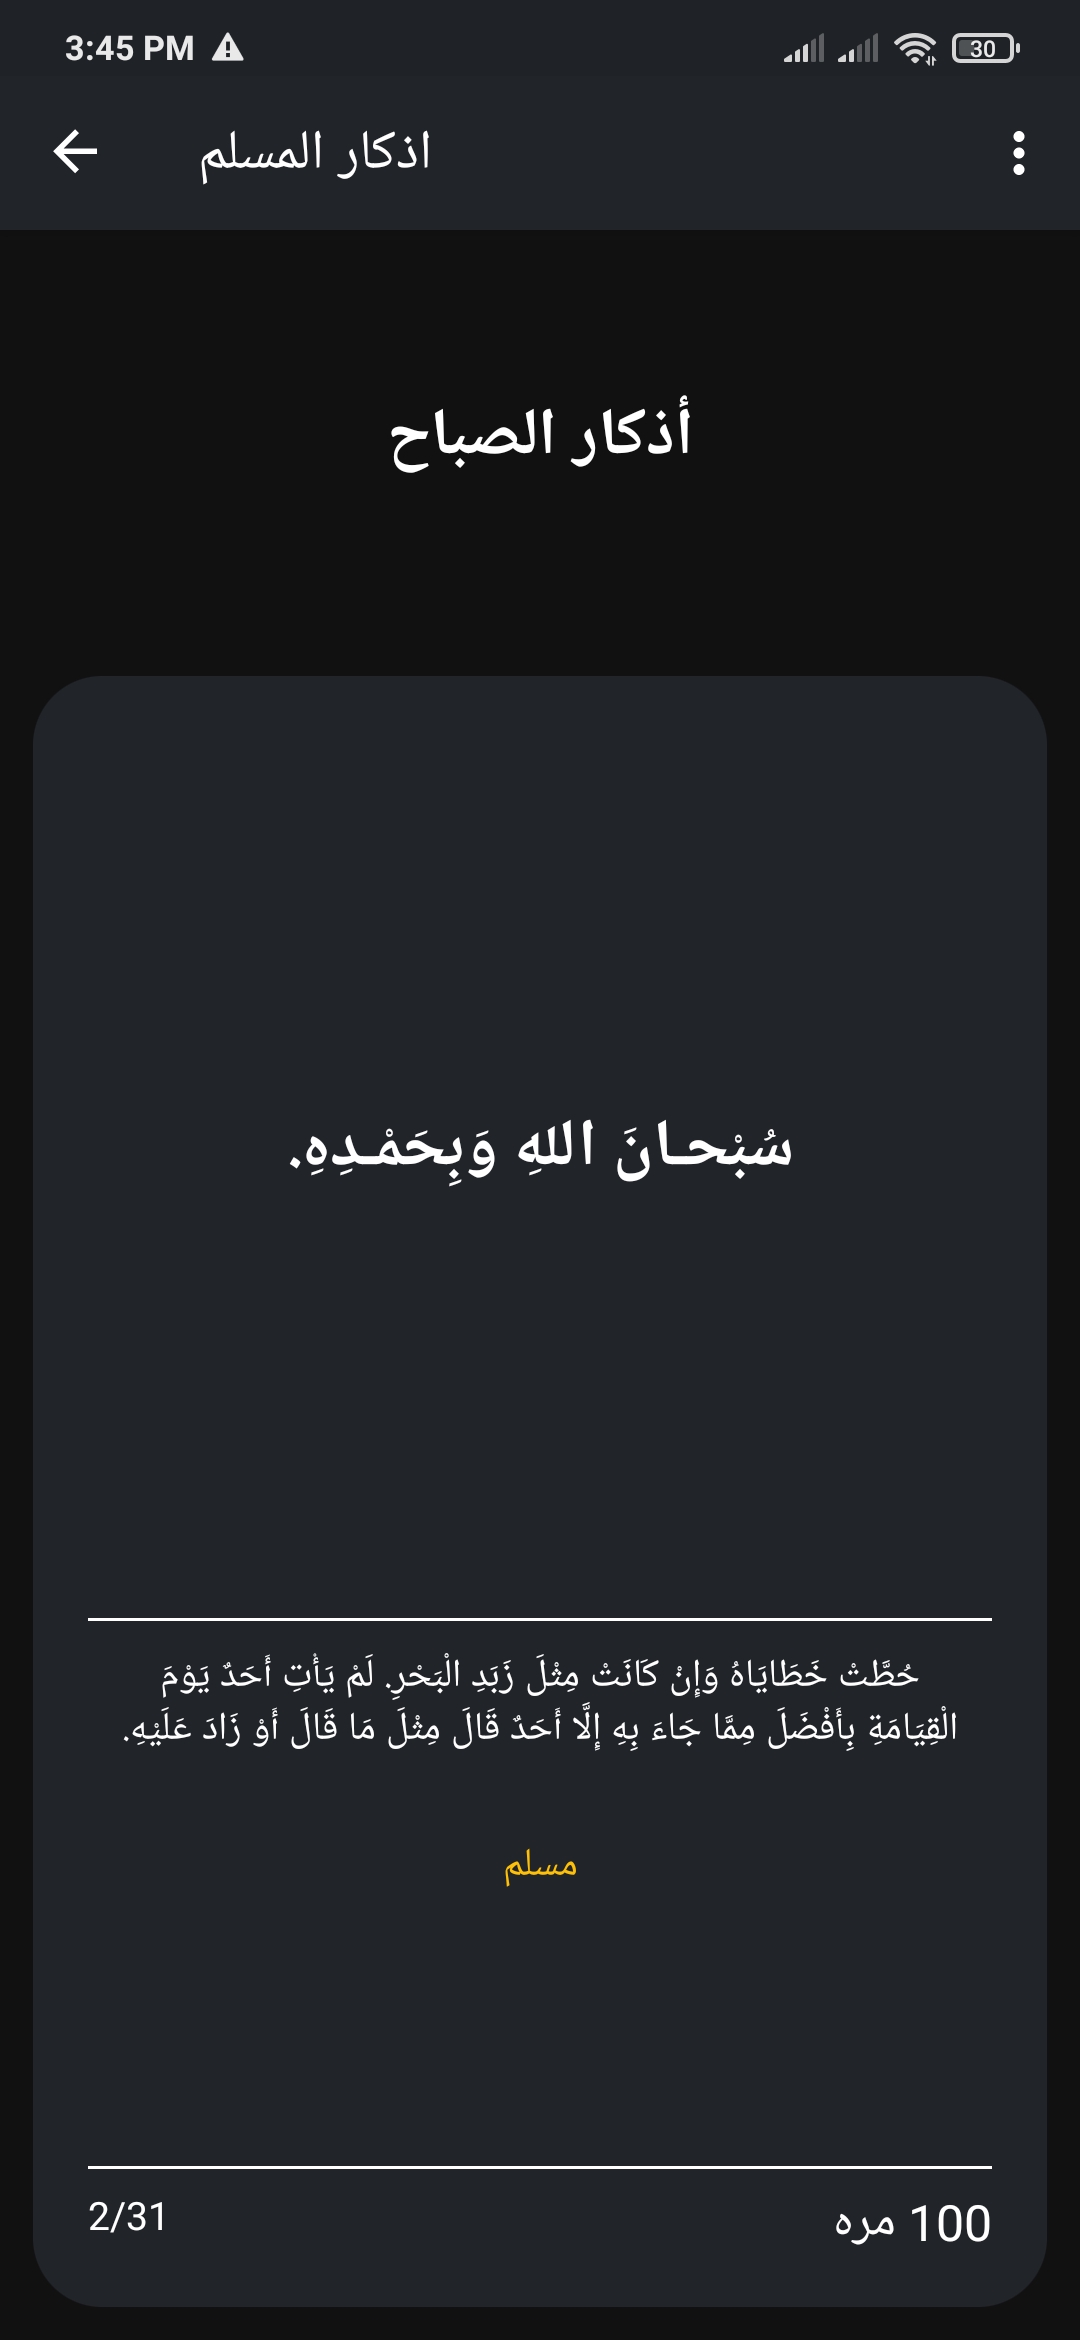 3:45 PM
30
اذكار المسلم
أذكار الصباح
سُبْحـانَ اللهِ وَبِحَمْـدِهِ.
حُطَّتْ خَطَايَاهُ وَإِنْ كَانَتْ مِثْلَ زَبَدِ الْبَحْرِ. لَمْ يَأْتِ أَحَدٌ يَوْمَ
الْقِيَامَةِ بِأَفْضَلَ مِمَّا جَاءَ بِهِ إِلَّا أَحَدٌ قَالَ مِثْلَ مَا قَالَ أَوْ زَادَ عَلَيْهِ.
مسلم
100 مره
2/31